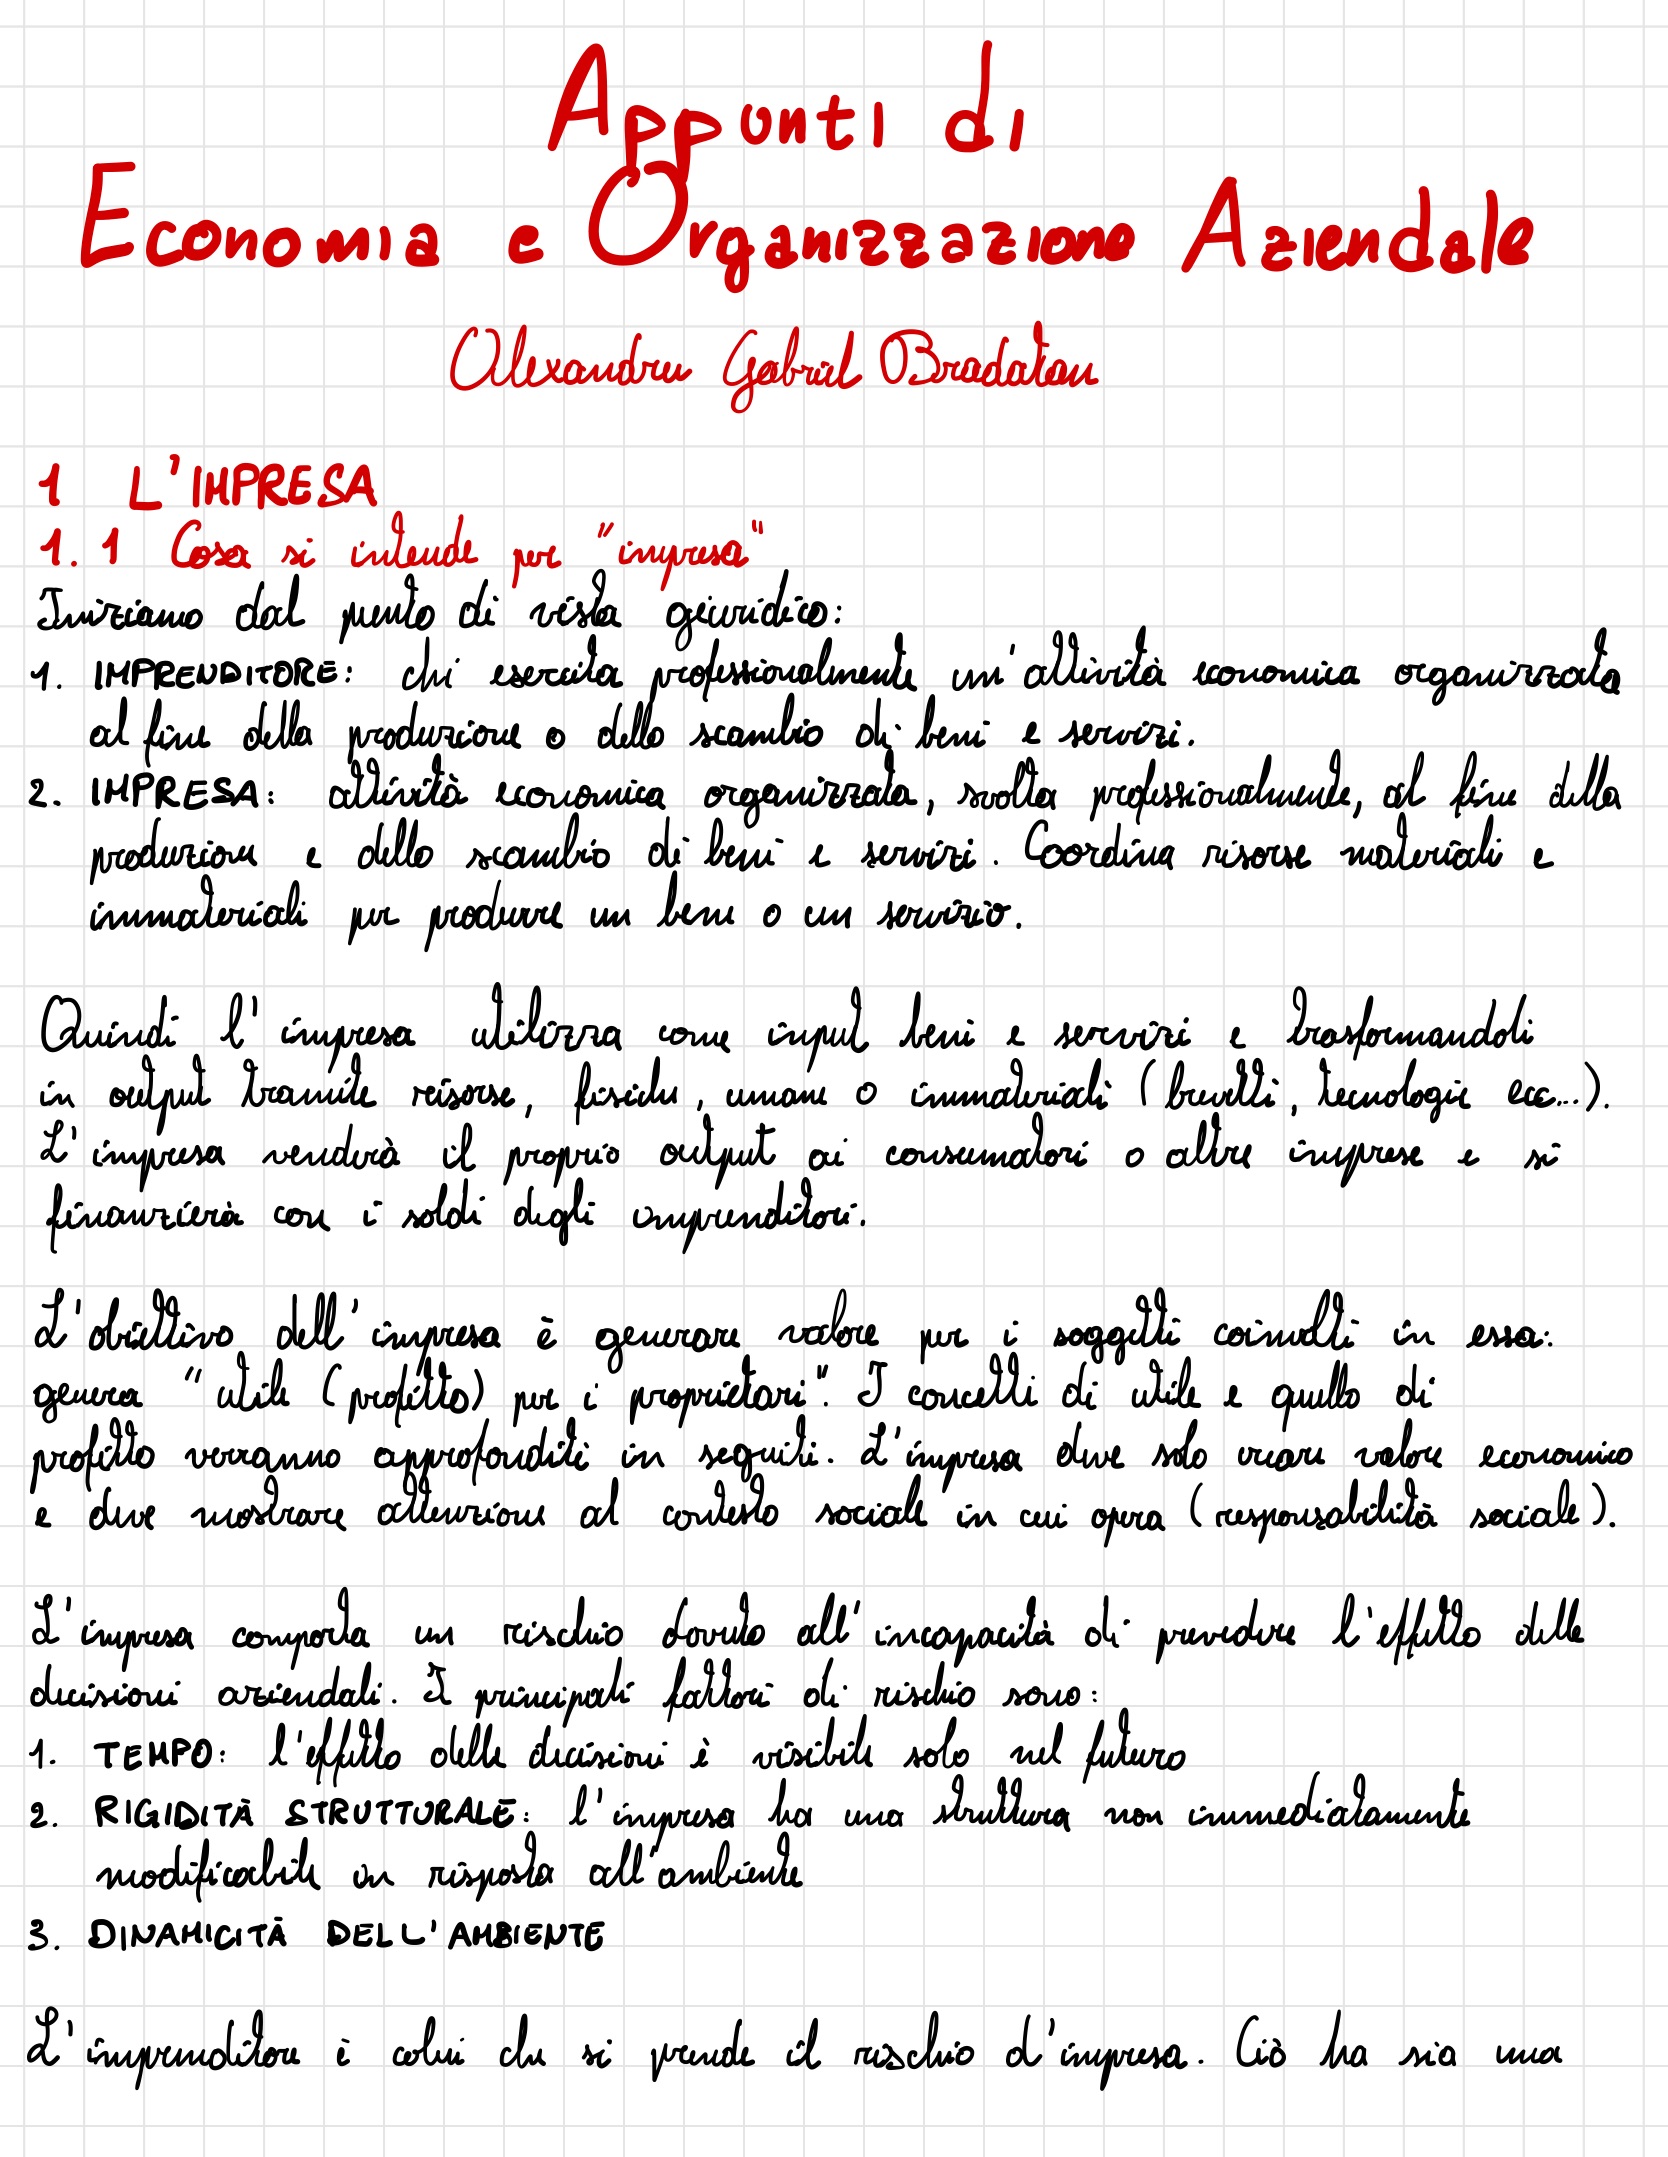 Appunti di
Economia e Organizzazione Aziendale
Alexandru Gabriel Bradatan
1 L'IMPRESA
1.1 Cosa si intende per "impresa"
Iniziamo dal punto di vista giuridico:
1. IMPRENDITORE: chi esercita professionalmente un'attività economica organizzata
al fine della produzione o dello scambio di beni e servizi.
2. IMPRESA: attività economica organizzata, svolta professionalmente, al fine della
produzione e dello scambio di beni e servizi. Coordina risorse materiali e
immateriali per produrre un bene o un servizio.
Quindi l'impresa utilizza come input beni e servizi e trasformandoli
in output tramite risorse, fisiche, umane o immateriali (brevetti, tecnologie ecc...).
L'impresa venderà il proprio output ai consumatori o altre imprese e si
finanzierà con i soldi degli imprenditori.
L'obiettivo dell'impresa è generare valore per i soggetti coinvolti in essa:
genera "utile (profitto) per i proprietari". I concetti di utile e quello di
profitto verranno approfonditi in seguiti. L'impresa deve solo creare valore economico
e deve mostrare attenzione al contesto sociale in cui opera (responsabilità sociale).
L'impresa comporta un rischio dovuto all'incapacità di prevedere l'effetto delle
decisioni aziendali. I principali fattori di rischio sono:
1. TEMPO: l'effetto delle decisioni è visibile solo nel futuro
2. RIGIDITÀ STRUTTURALE: l'impresa ha una struttura non immediatamente
modificabile in risposta all'ambiente
3. DINAMICITÀ DELL'AMBIENTE
L'imprenditore è colui che si prende il rischio d'impresa. Ciò ha sia una